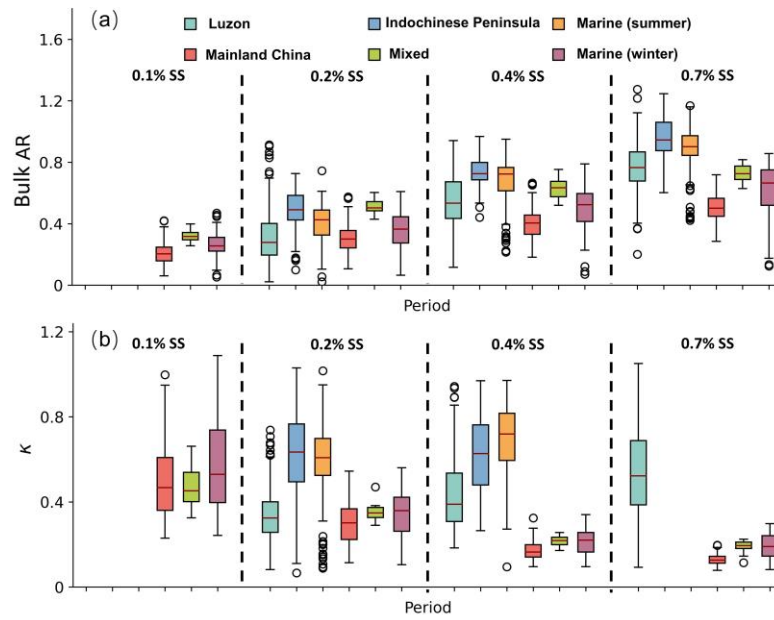 (a)
Luzon
Indochinese Peninsula
Marine (summer)
Mainland China
Mixed
Marine (winter)
0.1% SS
0.2% SS
0.4% SS
0.7% SS
1.6
1.2
0.8
0.4
0
Bulk AR
Period
(b)
0.1% SS
0.2% SS
0.4% SS
0.7% SS
1.2
0.8
0.4
0
κ
Period